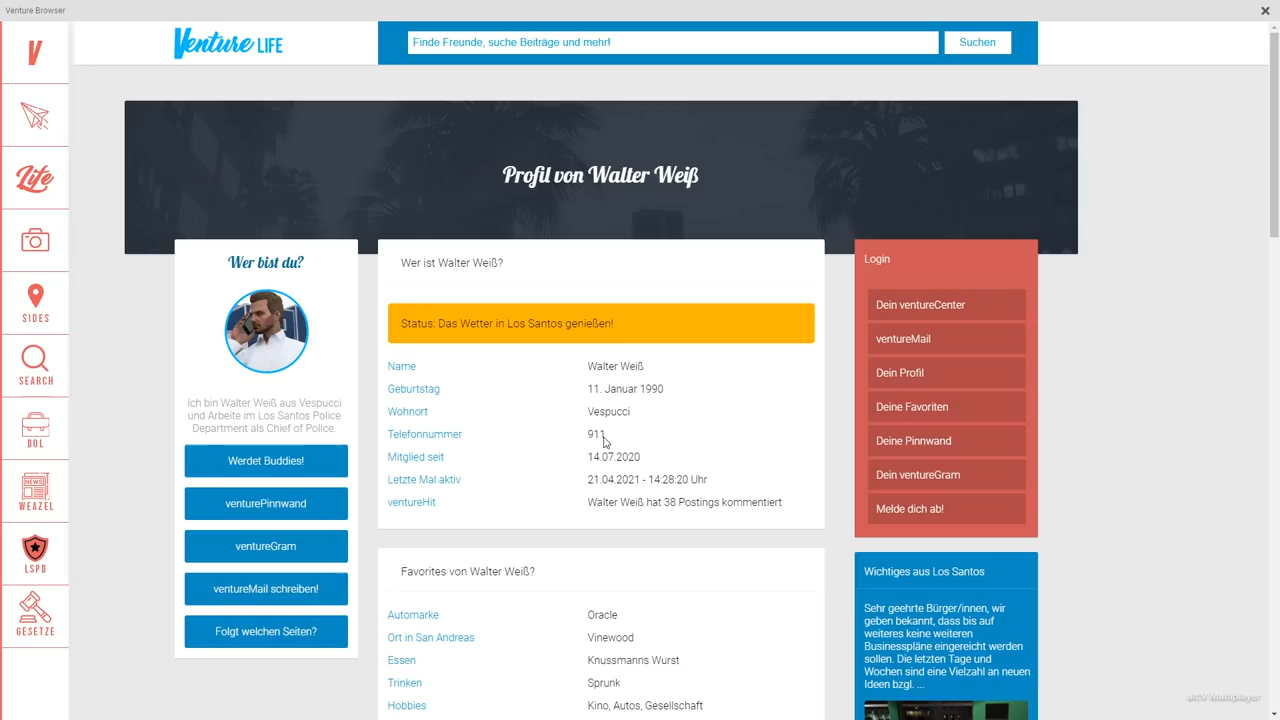 Venture Browser
V
Venture LIFE
Finde Freunde, suche Beiträge und mehr!
Suchen
Life
SIDES
SEARCH
DOL
NEWS
WEAZEL
LSPD
GESETZE
Profil von Walter Weiß
Wer bist du?
Ich bin Walter Weiß aus Vespucci
und Arbeite im Los Santos Police
Department als Chief of Police.
Werdet Buddies!
venturePinnwand
ventureGram
ventureMail schreiben!
Folgt welchen Seiten?
Wer ist Walter Weiß?
Status: Das Wetter in Los Santos genießen!
Name Walter Weiß
Geburtstag 11. Januar 1990
Wohnort Vespucci
Telefonnummer 911
Mitglied seit 14.07.2020
Letzte Mal aktiv 21.04.2021 - 14:28:20 Uhr
ventureHit Walter Weiß hat 38 Postings kommentiert
Favorites von Walter Weiß?
Automarke Oracle
Ort in San Andreas Vinewood
Essen Knussmanns Wurst
Trinken Sprunk
Hobbies Kino, Autos, Gesellschaft
Login
Dein ventureCenter
ventureMail
Dein Profil
Deine Favoriten
Deine Pinnwand
Dein ventureGram
Melde dich ab!
Wichtiges aus Los Santos
Sehr geehrte Bürger/innen, wir
geben bekannt, dass bis auf
weiteres keine weiteren
Businesspläne eingereicht werden
sollen. Die letzten Tage und
Wochen sind eine Vielzahl an neuen
Ideen bzgl. ...
alt:V Multiplayer